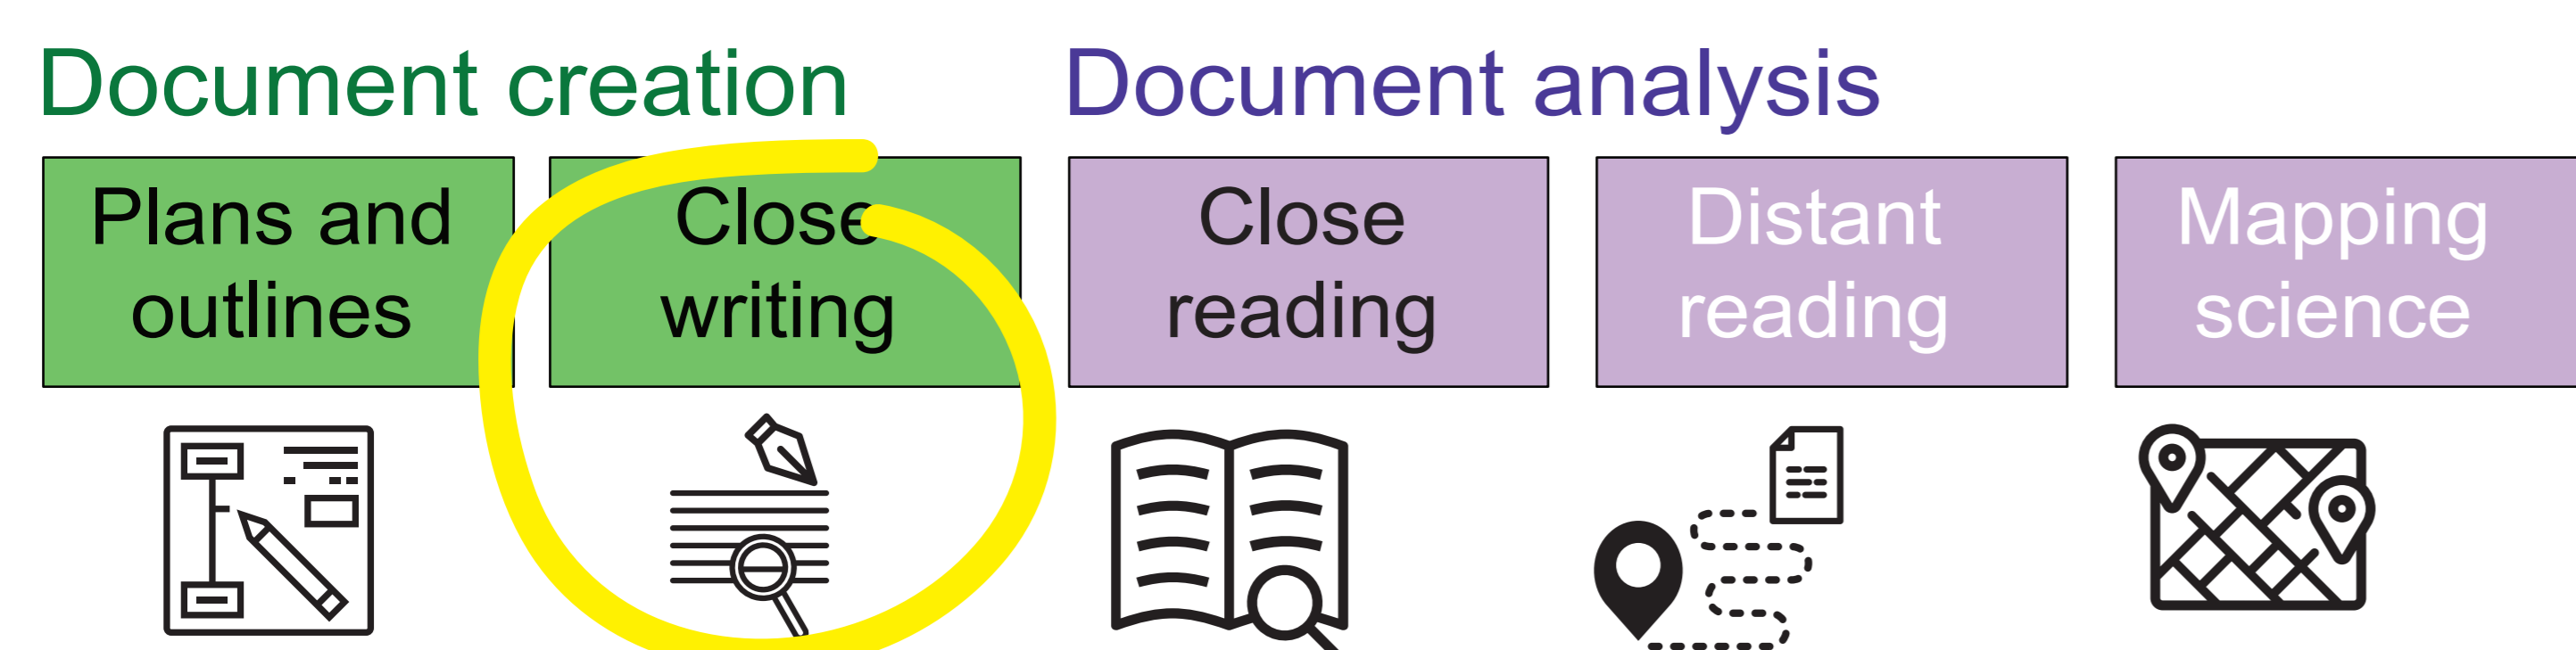 Document creation
Document analysis
Plans and
outlines
Close
writing
Close
reading
Distant
reading
Mapping
science